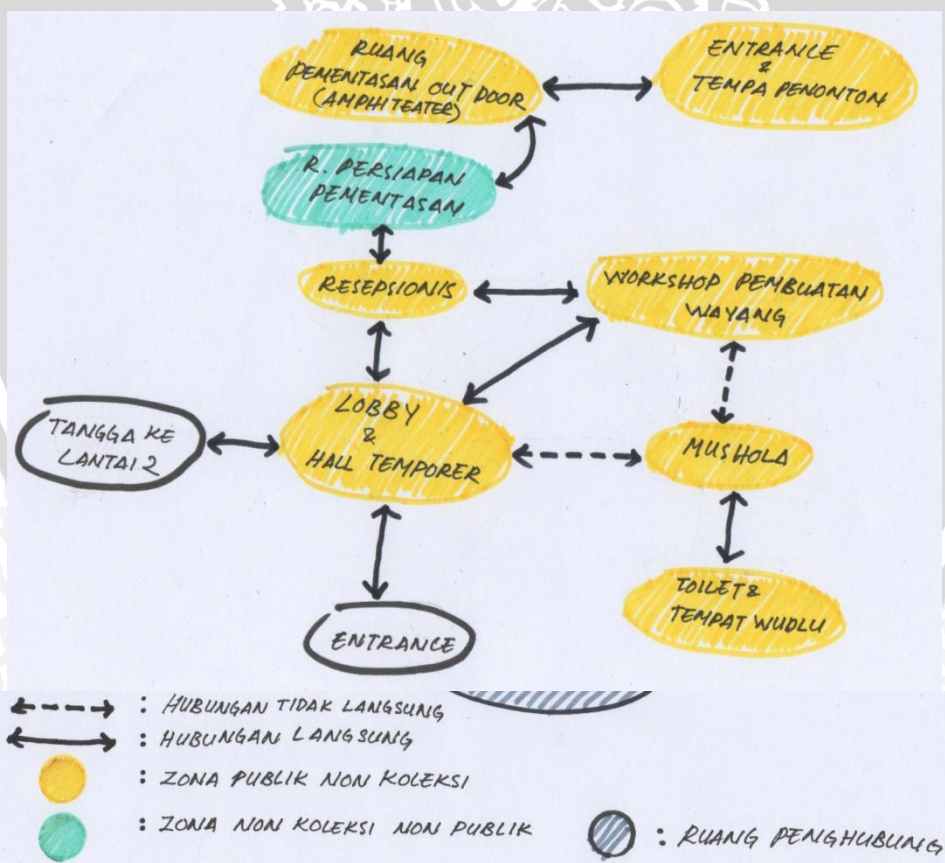 RUANG
PEMENTASAN OUT DOOR
(AMPHITEATER)
ENTRANCE
&
TEMPA PENONTON
R. PERSIAPAN
PEMENTASAN
RESEPSIONIS
WORKSHOP PEMBUATAN
WAYANG
LOBBY
&
HALL TEMPORER
TANGGA KE
LANTAI 2
MUSHOLA
TOILET &
TEMPAT WUDLU
ENTRANCE
: HUBUNGAN TIDAK LANGSUNG
: HUBUNGAN LANGSUNG
: ZONA PUBLIK NON KOLEKSI
: ZONA NON KOLEKSI NON PUBLIK
: RUANG PENGHUBUNG